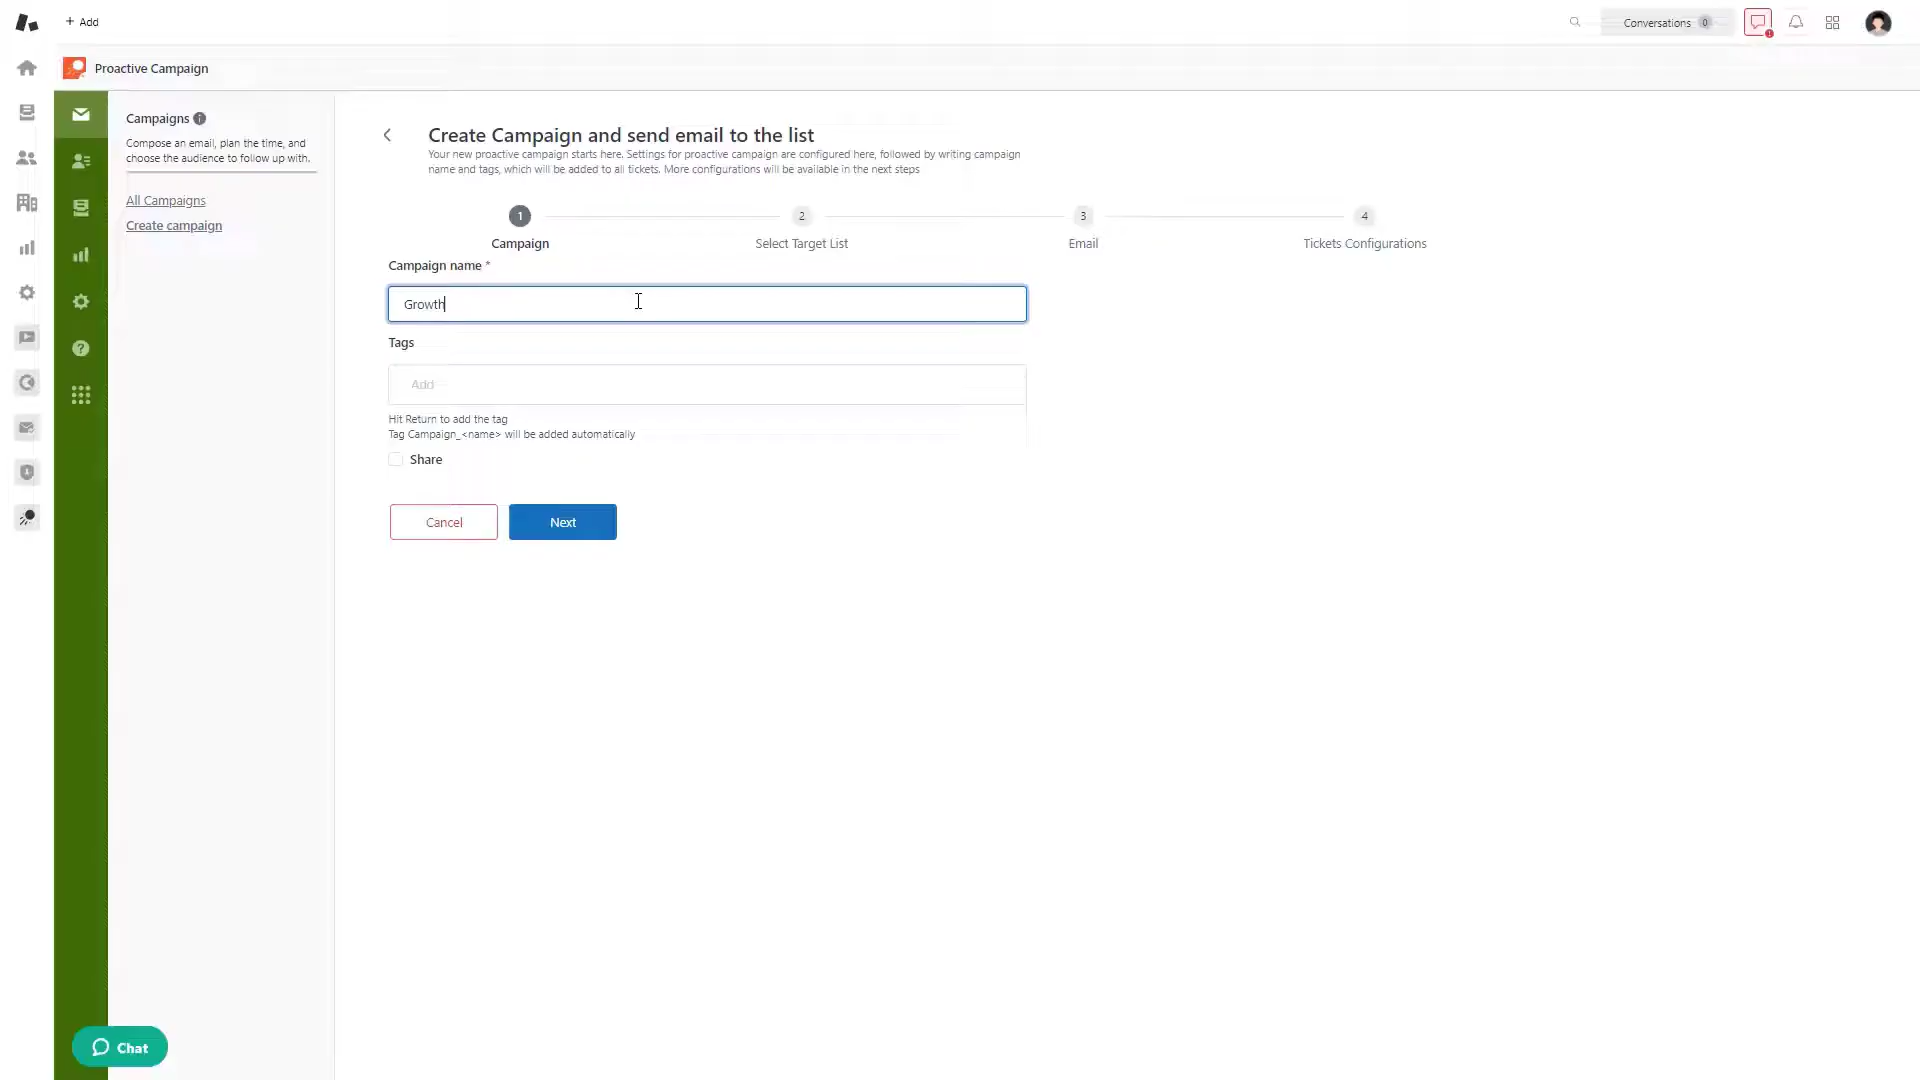 + Add
Conversations 0
Proactive Campaign
Campaigns
Compose an email, plan the time, and
choose the audience to follow up with.
All Campaigns
Create campaign
Create Campaign and send email to the list
Your new proactive campaign starts here. Settings for proactive campaign are configured here, followed by writing campaign
name and tags, which will be added to all tickets. More configurations will be available in the next steps
1 2 3 4
Campaign Select Target List Email Tickets Configurations
Campaign name *
Growth
Tags
Add
Hit Return to add the tag
Tag Campaign_<name> will be added automatically
Share
Cancel Next
Chat